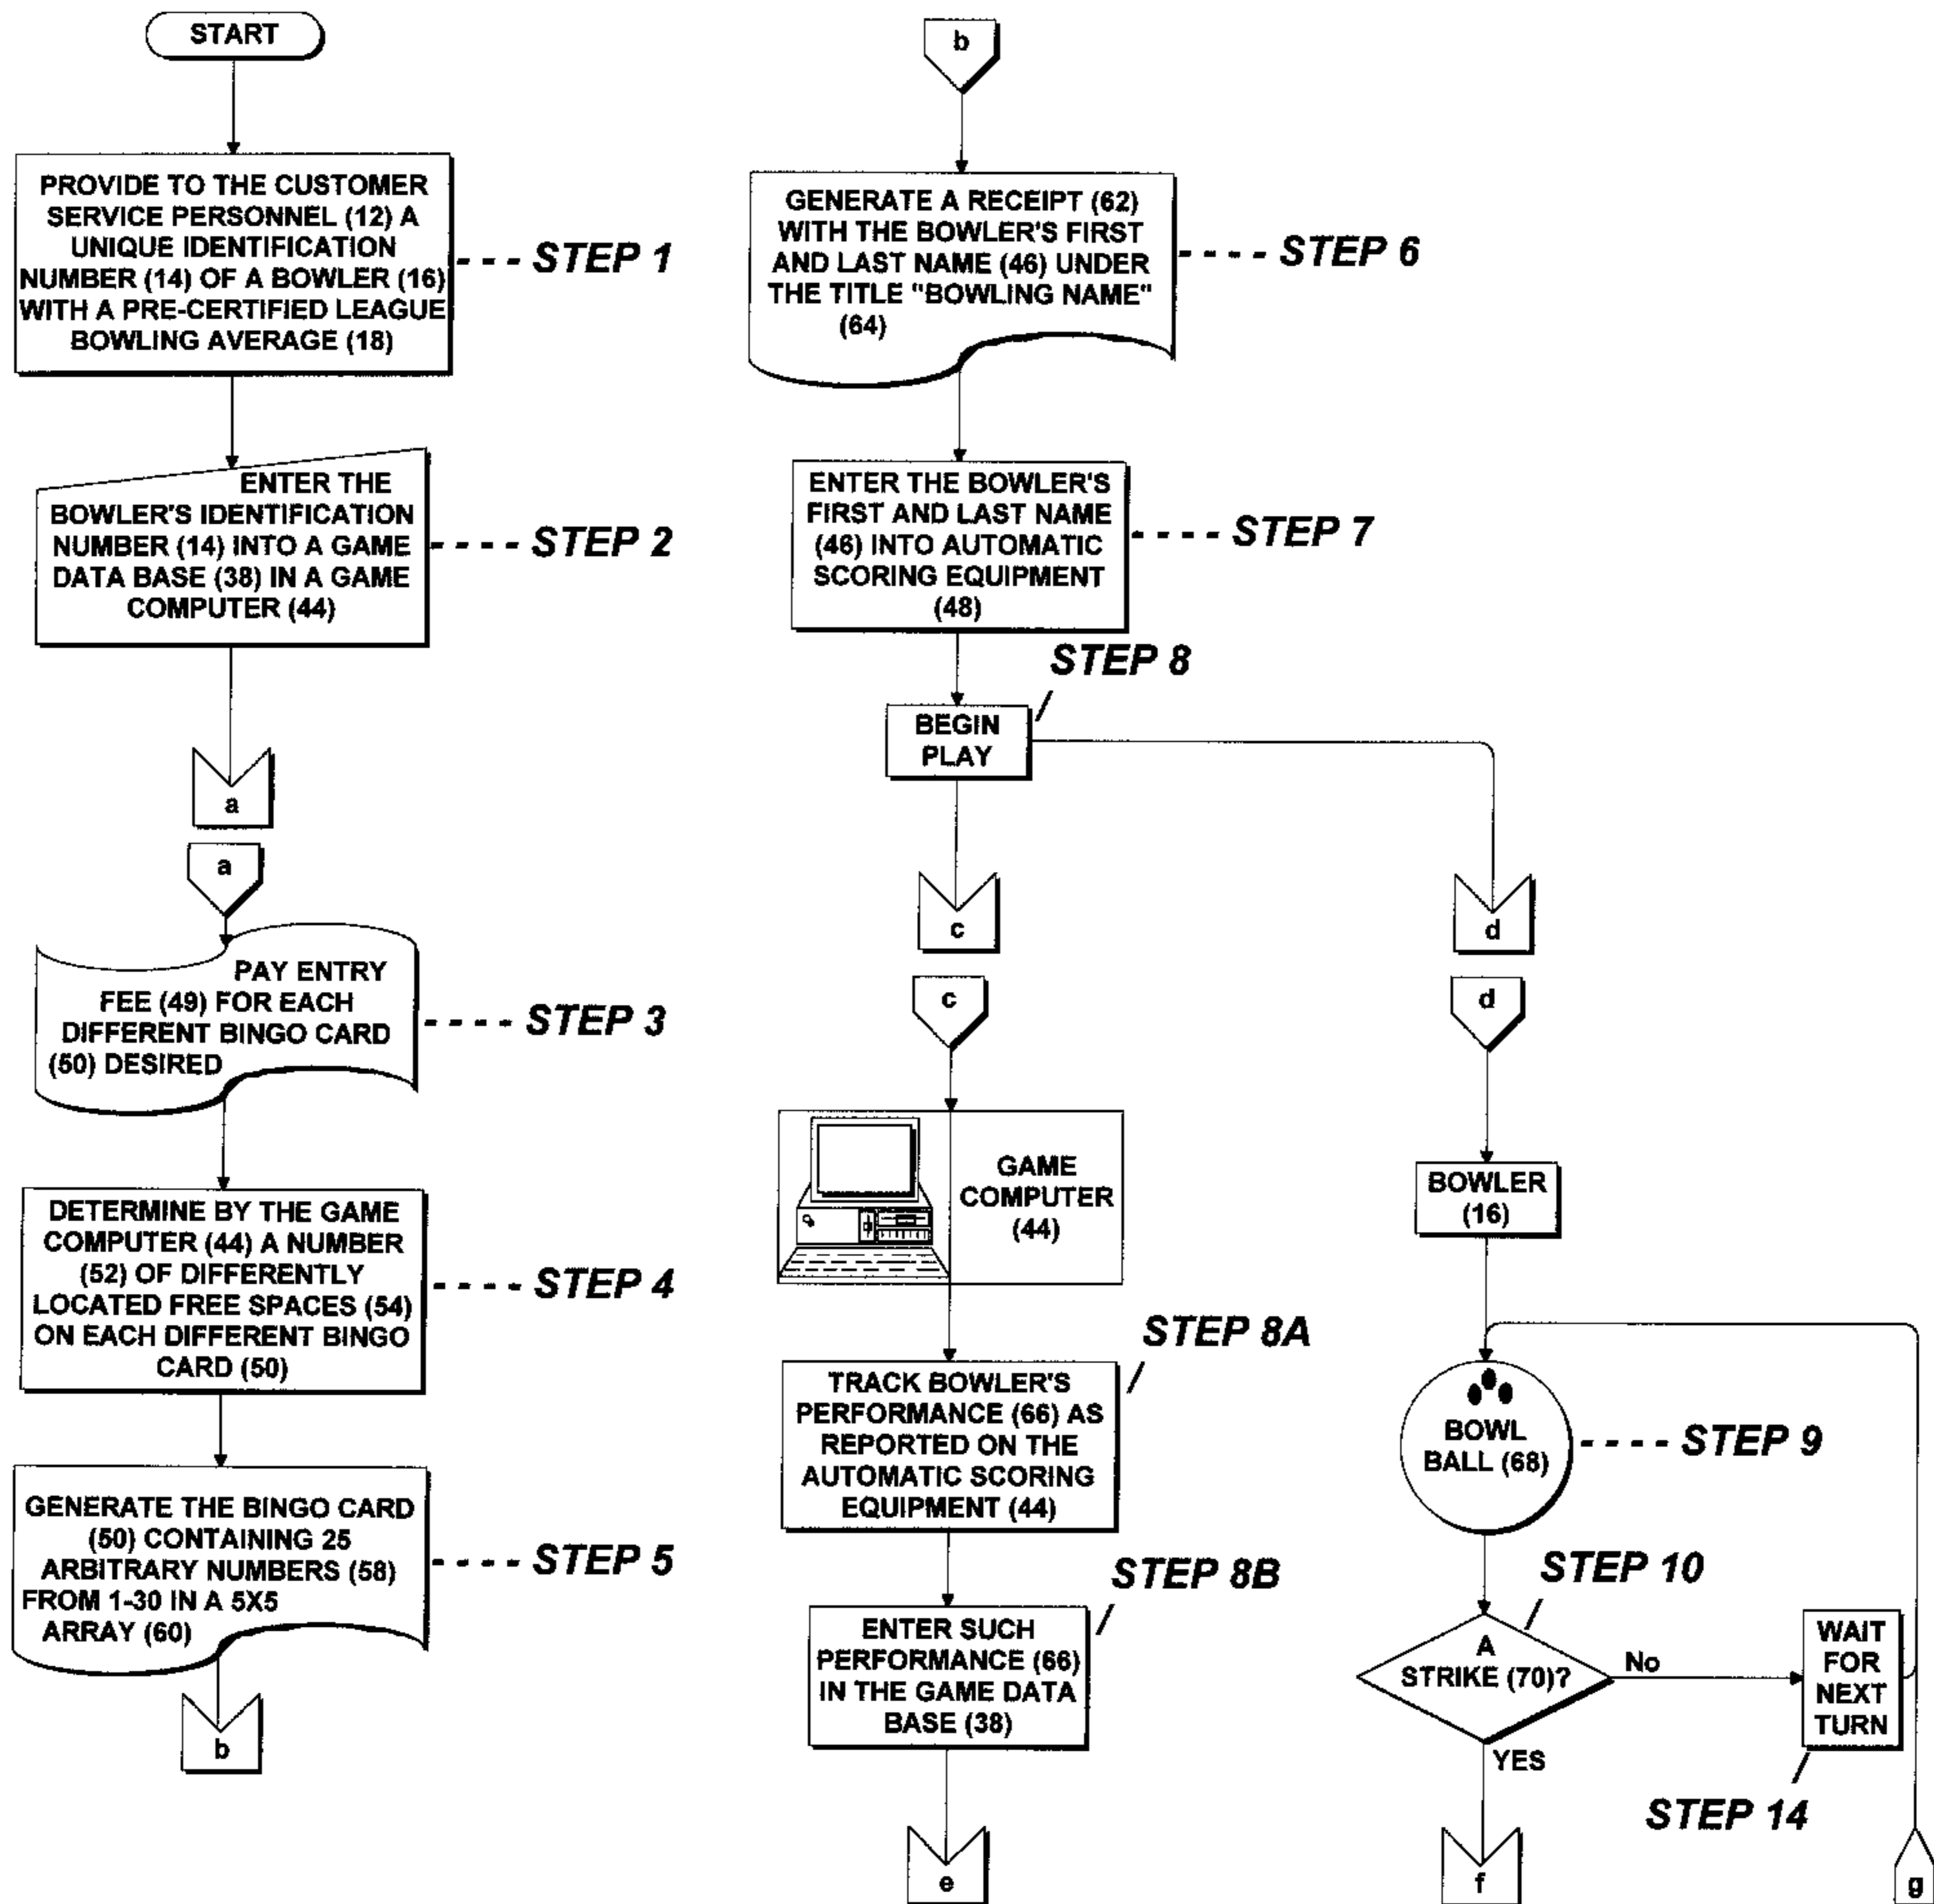 START
PROVIDE TO THE CUSTOMER
SERVICE PERSONNEL (12) A
UNIQUE IDENTIFICATION
NUMBER (14) OF A BOWLER (16)
WITH A PRE-CERTIFIED LEAGUE
BOWLING AVERAGE (18)
---- STEP 1
ENTER THE
BOWLER'S IDENTIFICATION
NUMBER (14) INTO A GAME
DATA BASE (38) IN A GAME
COMPUTER (44)
---- STEP 2
a
a
PAY ENTRY
FEE (49) FOR EACH
DIFFERENT BINGO CARD
(50) DESIRED
---- STEP 3
DETERMINE BY THE GAME
COMPUTER (44) A NUMBER
(52) OF DIFFERENTLY
LOCATED FREE SPACES (54)
ON EACH DIFFERENT BINGO
CARD (50)
---- STEP 4
GENERATE THE BINGO CARD
(50) CONTAINING 25
ARBITRARY NUMBERS (58)
FROM 1-30 IN A 5X5
ARRAY (60)
---- STEP 5
b
b
GENERATE A RECEIPT (62)
WITH THE BOWLER'S FIRST
AND LAST NAME (46) UNDER
THE TITLE "BOWLING NAME"
(64)
---- STEP 6
ENTER THE BOWLER'S
FIRST AND LAST NAME
(46) INTO AUTOMATIC
SCORING EQUIPMENT
(48)
---- STEP 7
STEP 8
BEGIN
PLAY
c
c
GAME
COMPUTER
(44)
STEP 8A
TRACK BOWLER'S
PERFORMANCE (66) AS
REPORTED ON THE
AUTOMATIC SCORING
EQUIPMENT (44)
STEP 8B
ENTER SUCH
PERFORMANCE (66)
IN THE GAME DATA
BASE (38)
e
d
d
BOWLER
(16)
BOWL
BALL (68)
---- STEP 9
STEP 10
A
STRIKE (70)?
No
WAIT
FOR
NEXT
TURN
YES
STEP 14
f
g